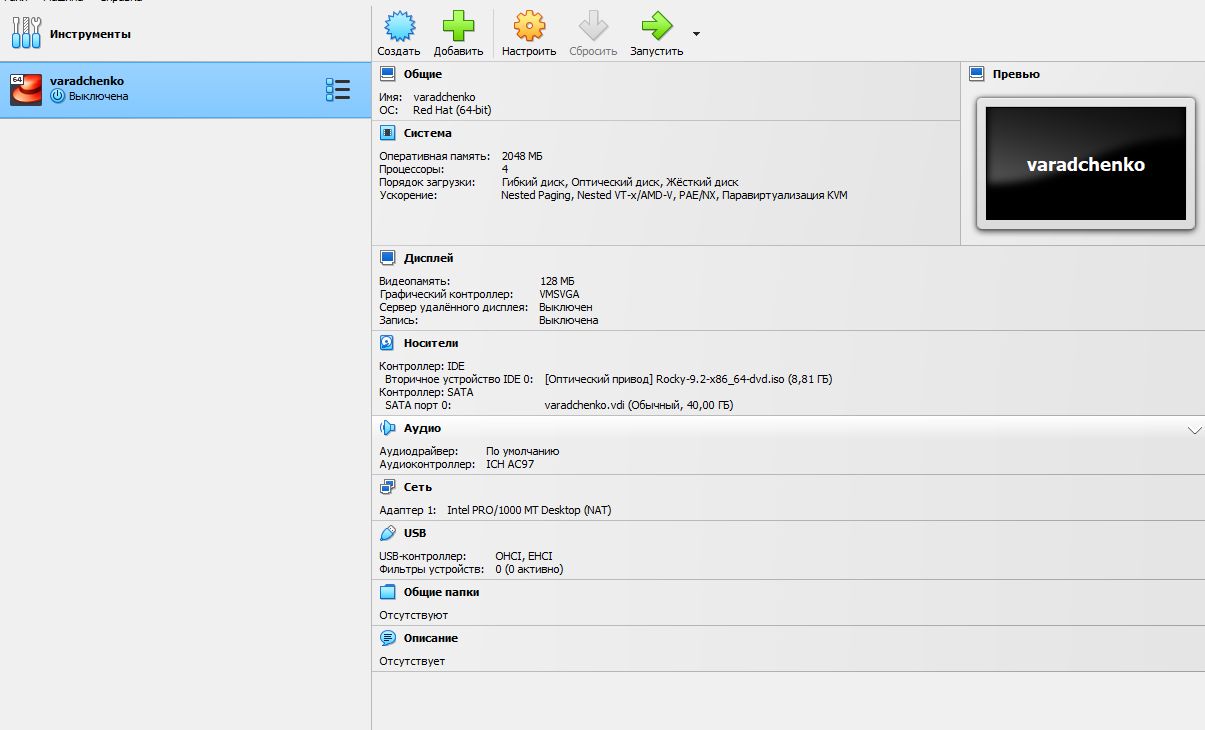 Инструменты
64
varadchenko
Выключена
Создать
Добавить
Настроить
Сбросить
Запустить
Общие
Имя: varadchenko
ОС: Red Hat (64-bit)
Система
Оперативная память: 2048 МБ
Процессоры: 4
Порядок загрузки: Гибкий диск, Оптический диск, Жёсткий диск
Ускорение: Nested Paging, Nested VT-x/AMD-V, PAE/NX, Паравиртуализация KVM
Превью
varadchenko
Дисплей
Видеопамять: 128 МБ
Графический контроллер: VMSVGA
Сервер удалённого дисплея: Выключен
Запись: Выключена
Носители
Контроллер: IDE
Вторичное устройство IDE 0: [Оптический привод] Rocky-9.2-x86_64-dvd.iso (8,81 ГБ)
Контроллер: SATA
SATA порт 0: varadchenko.vdi (Обычный, 40,00 ГБ)
Аудио
Аудиодрайвер: По умолчанию
Аудиоконтроллер: ICH AC97
Сеть
Адаптер 1: Intel PRO/1000 MT Desktop (NAT)
USB
USB-контроллер: OHCI, EHCI
Фильтры устройств: 0 (0 активно)
Общие папки
Отсутствуют
Описание
Отсутствует